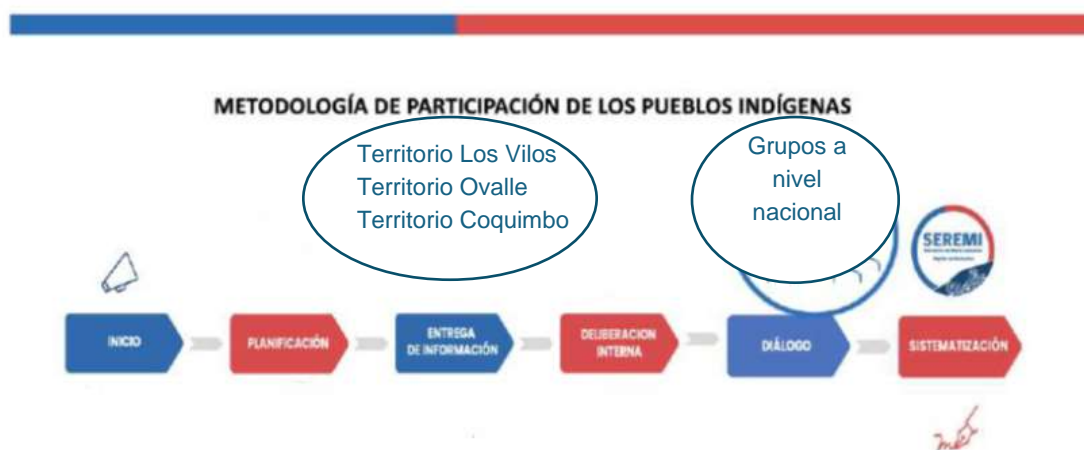 METODOLOGÍA DE PARTICIPACIÓN DE LOS PUEBLOS INDÍGENAS
Territorio Los Vilos
Territorio Ovalle
Territorio Coquimbo
Grupos a
nivel
nacional
SEREMI
INICIO
PLANIFICACIÓN
ENTREGA
DE INFORMACIÓN
DELIBERACION
INTERNA
DIÁLOGO
SISTEMATIZACIÓN